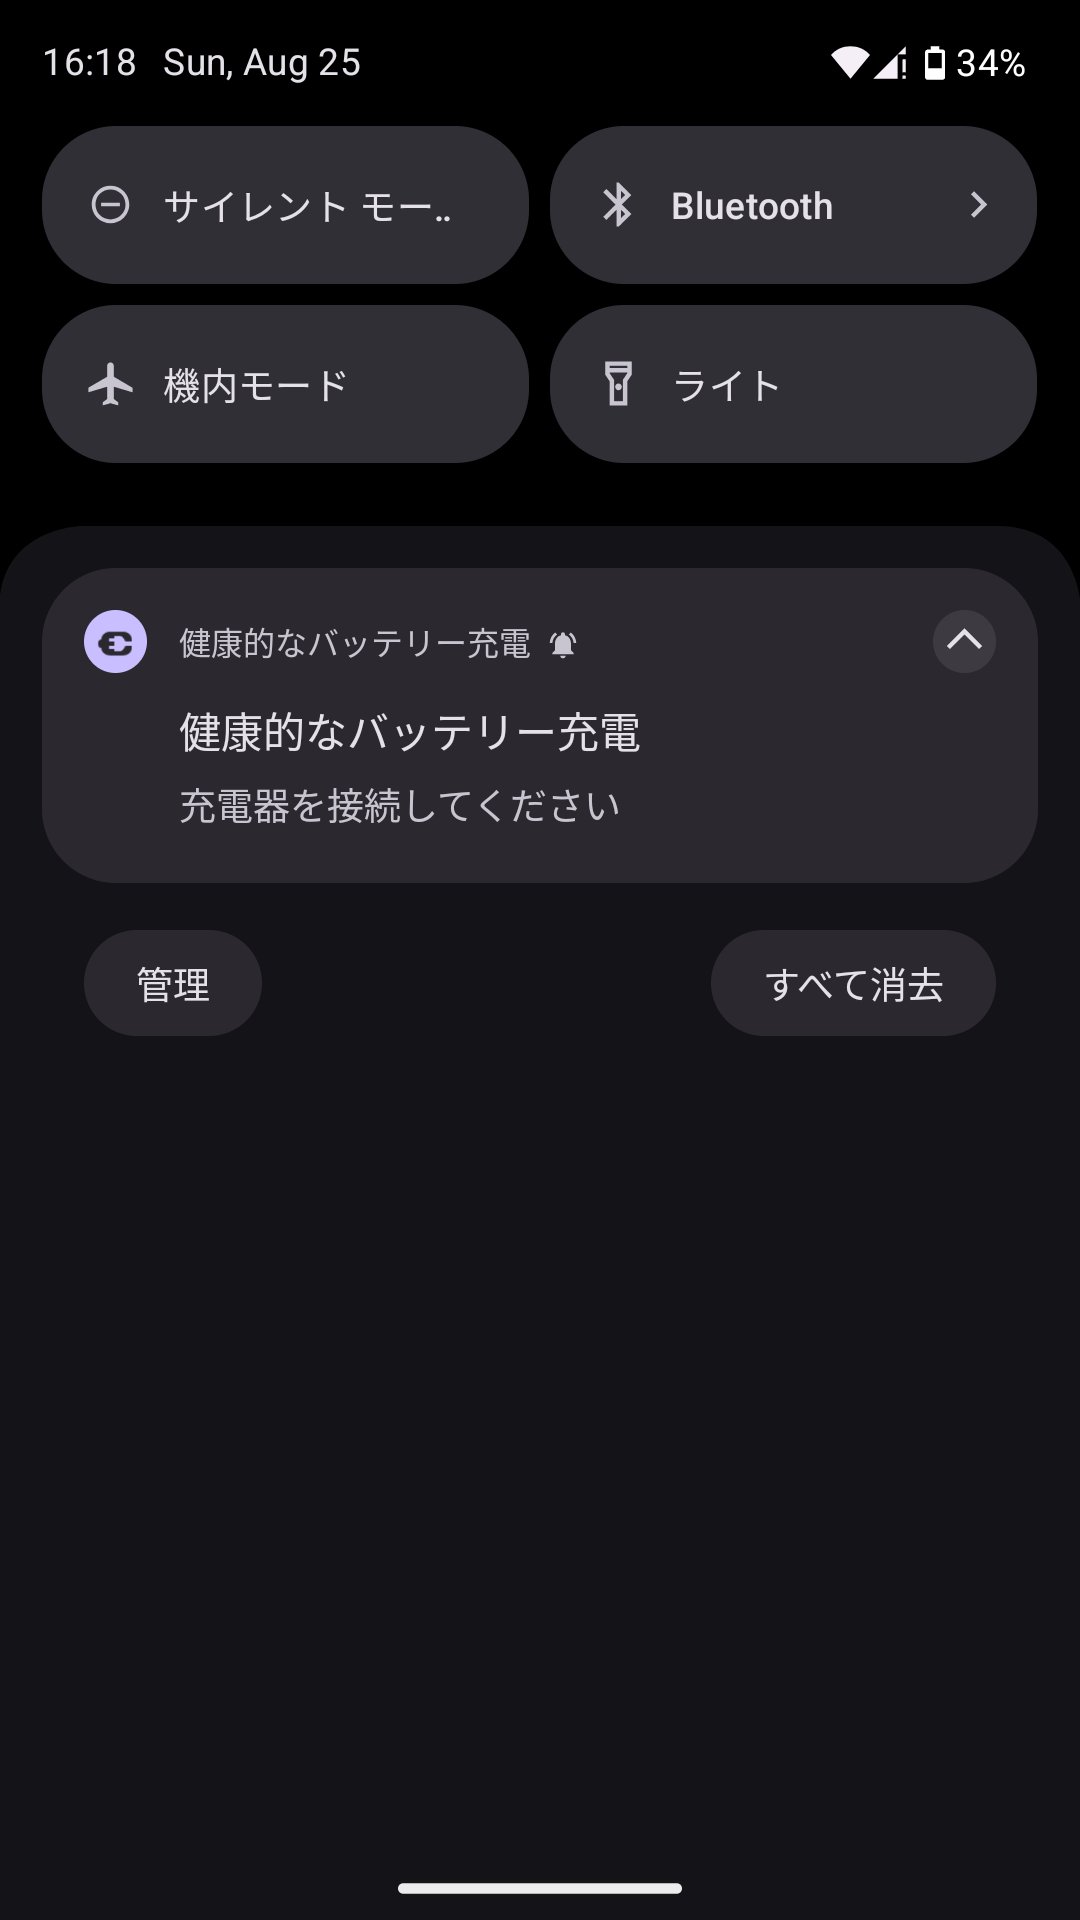 16:18 Sun, Aug 25 34%
サイレント モー..
Bluetooth
機内モード
ライト
健康的なバッテリー充電
健康的なバッテリー充電
充電器を接続してください
管理
すべて消去